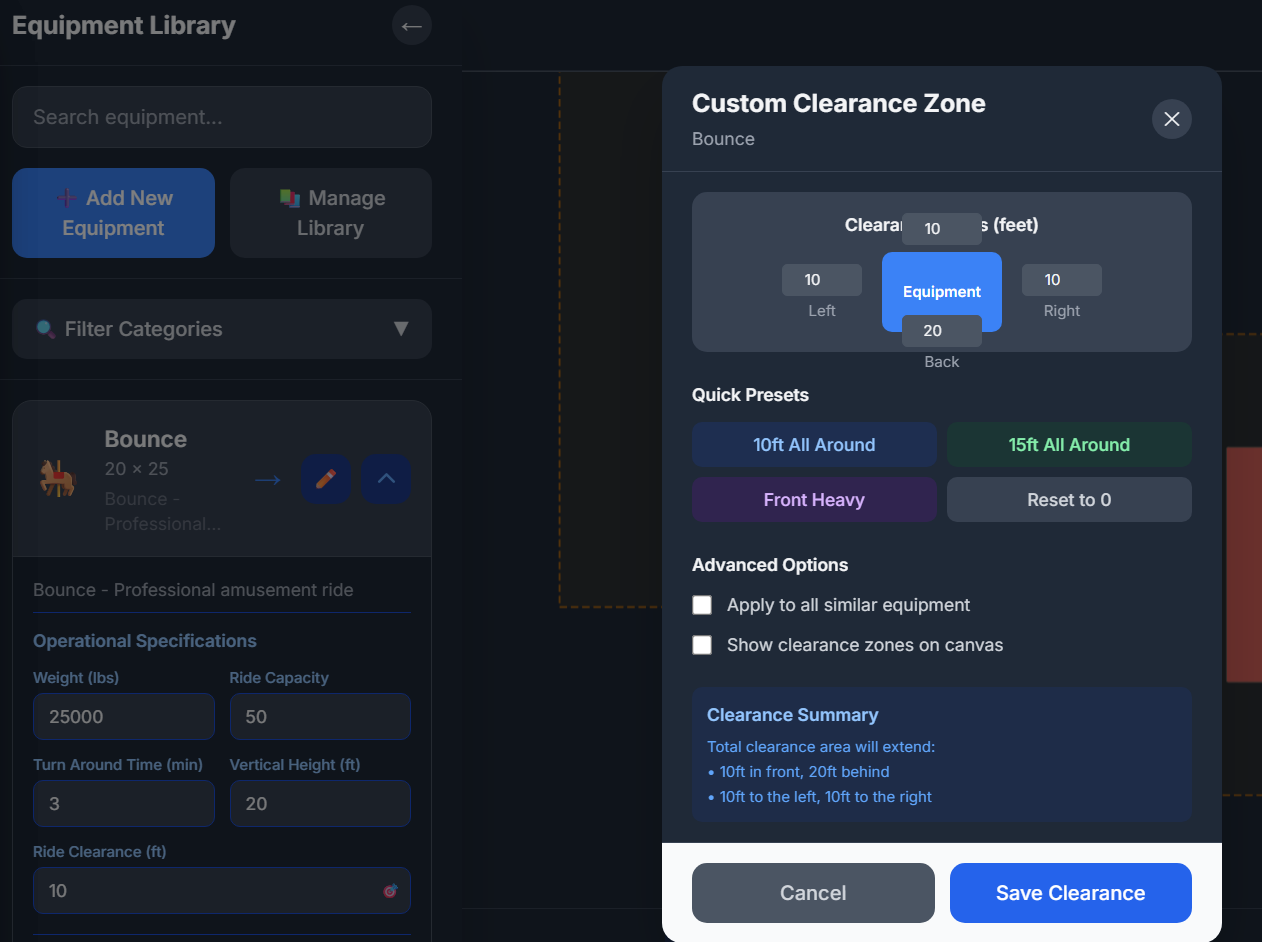 Equipment Library
←
Search equipment...
Add New
Equipment
Manage
Library
Filter Categories ▼
Bounce
20 × 25
Bounce -
Professional...
→
Bounce - Professional amusement ride
Operational Specifications
Weight (lbs) Ride Capacity
25000 50
Turn Around Time (min) Vertical Height (ft)
3 20
Ride Clearance (ft)
10
Custom Clearance Zone
Bounce
(feet)
10
10 Equipment 10
Left Right
20
Back
Quick Presets
10ft All Around 15ft All Around
Front Heavy Reset to 0
Advanced Options
Apply to all similar equipment
Show clearance zones on canvas
Clearance Summary
Total clearance area will extend:
• 10ft in front, 20ft behind
• 10ft to the left, 10ft to the right
Cancel Save Clearance